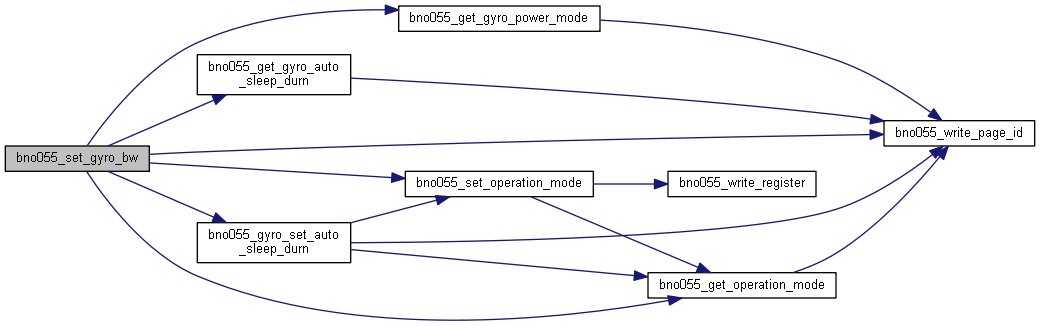 bno055_get_gyro_power_mode
bno055_get_gyro_auto
_sleep_durn
bno055_write_page_id
bno055_set_gyro_bw
bno055_set_operation_mode
bno055_write_register
bno055_gyro_set_auto
_sleep_durn
bno055_get_operation_mode